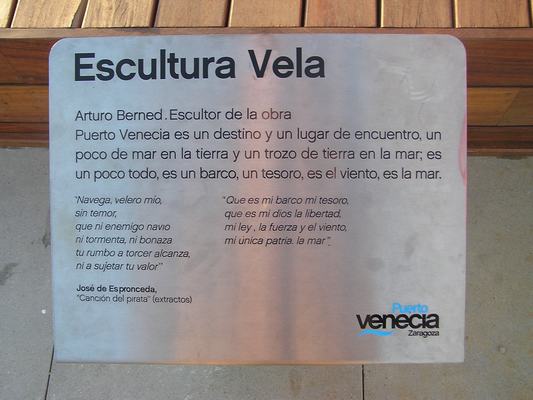 Escultura Vela
Arturo Berned. Escultor de la obra
Puerto Venecia es un destino y un lugar de encuentro, un
poco de mar en la tierra y un trozo de tierra en la mar; es
un poco todo, es un barco, un tesoro, es el viento, es la mar.
"Navega, velero mío,
sin temor,
que ni enemigo navío
ni tormenta, ni bonaza
tu rumbo a torcer alcanza,
ni a sujetar tu valor"
"Que es mi barco mi tesoro,
que es mi dios la libertad,
mi ley, la fuerza y el viento,
mi única patria. la mar".
José de Espronceda,
"Canción del pirata" (extractos)
Puerto
venecia
Zaragoza